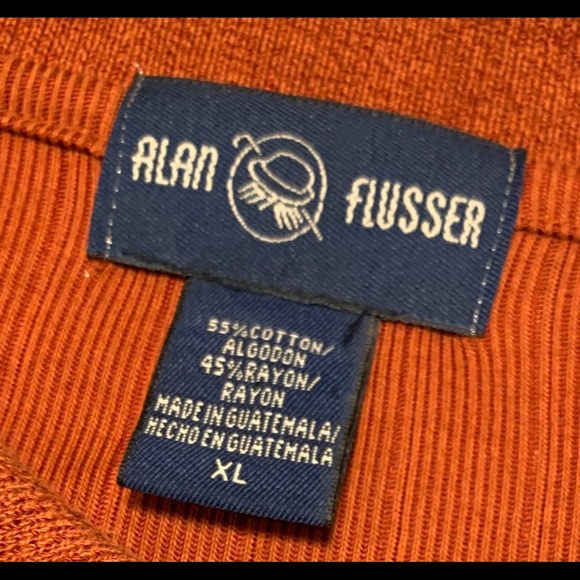 ALAN FLUSSER
55% COTTON/
ALGODON
45% RAYON/
RAYON
MADE IN GUATEMALA/
HECHO EN GUATEMALA
XL